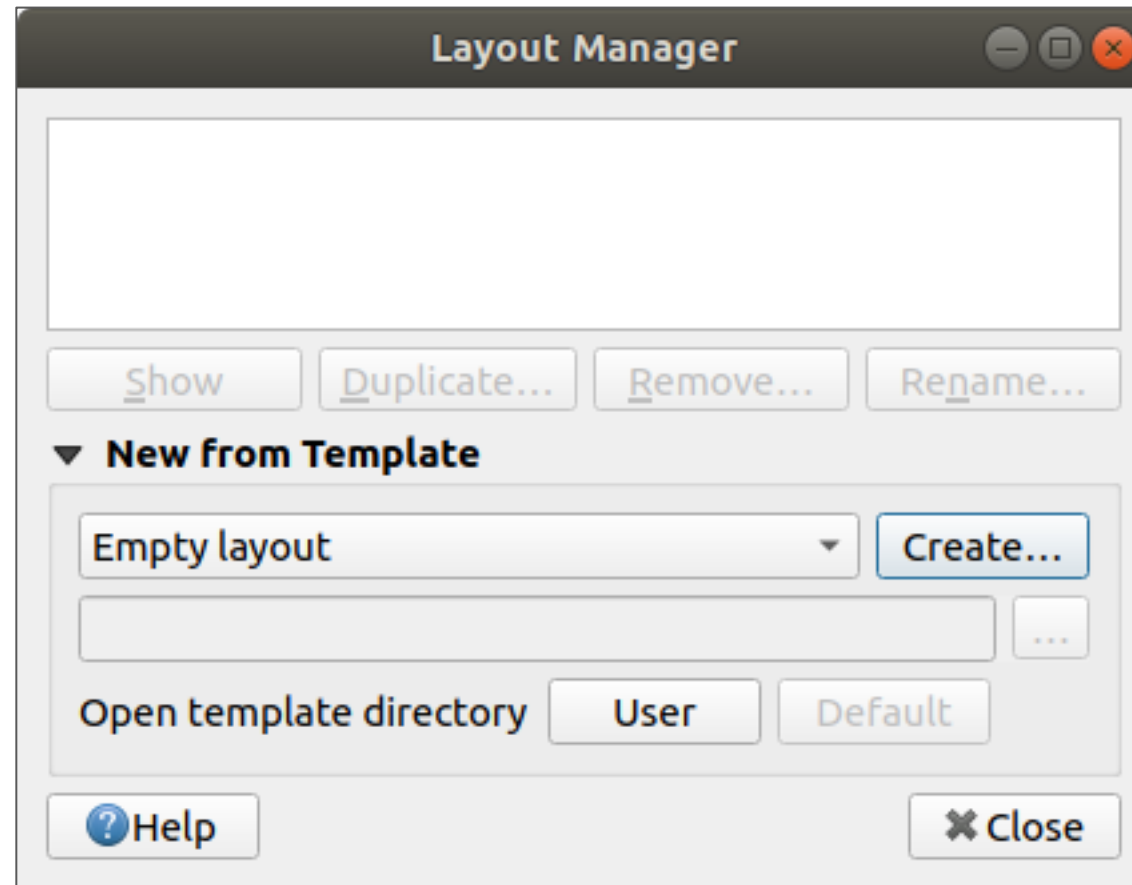 Layout Manager
Show Duplicate... Remove... Rename...
New from Template
Empty layout Create...
...
Open template directory User Default
Help Close